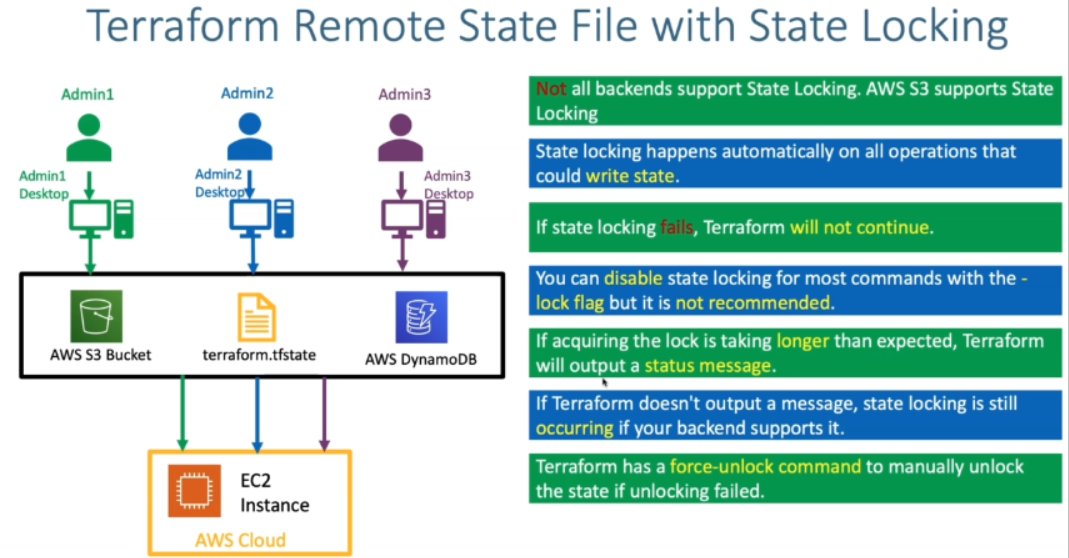 Terraform Remote State File with State Locking
Admin1
Admin2
Admin3
Admin1
Desktop
Admin2
Desktop
Admin3
Desktop
AWS S3 Bucket
terraform.tfstate
AWS DynamoDB
EC2
Instance
AWS Cloud
Not all backends support State Locking. AWS S3 supports State
Locking
State locking happens automatically on all operations that
could write state.
If state locking fails, Terraform will not continue.
You can disable state locking for most commands with the -
lock flag but it is not recommended.
If acquiring the lock is taking longer than expected, Terraform
will output a status message.
If Terraform doesn't output a message, state locking is still
occurring if your backend supports it.
Terraform has a force-unlock command to manually unlock
the state if unlocking failed.